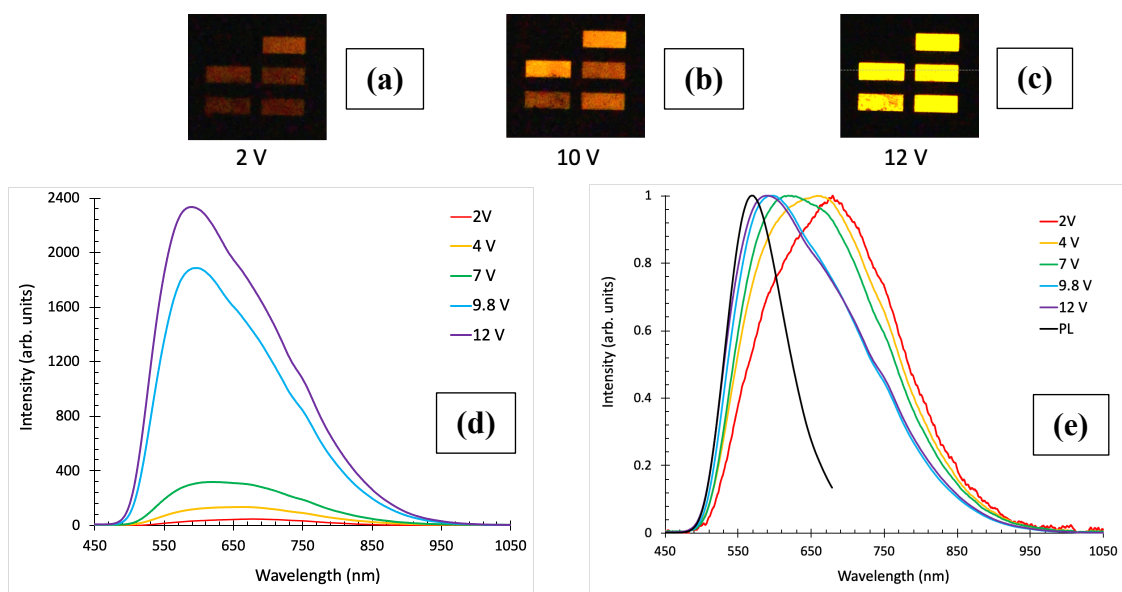 (a)
(b)
(c)
2 V
10 V
12 V
2400
2000
1600
1200
800
400
0
450
550
650
750
850
950
1050
Intensity (arb. units)
Wavelength (nm)
2V
4 V
7 V
9.8 V
12 V
(d)
1
0.8
0.6
0.4
0.2
0
450
550
650
750
850
950
1050
Intensity (arb. units)
Wavelength (nm)
2V
4 V
7 V
9.8 V
12 V
PL
(e)